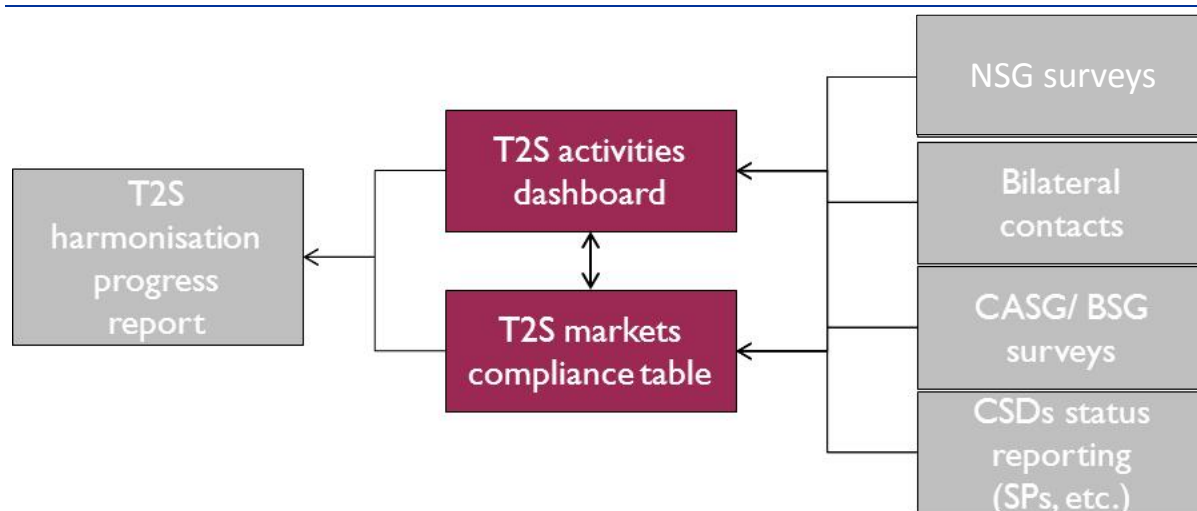 T2S
harmonisation
progress
report
T2S activities
dashboard
T2S markets
compliance table
NSG surveys
Bilateral
contacts
CASG/ BSG
surveys
CSDs status
reporting
(SPs, etc.)